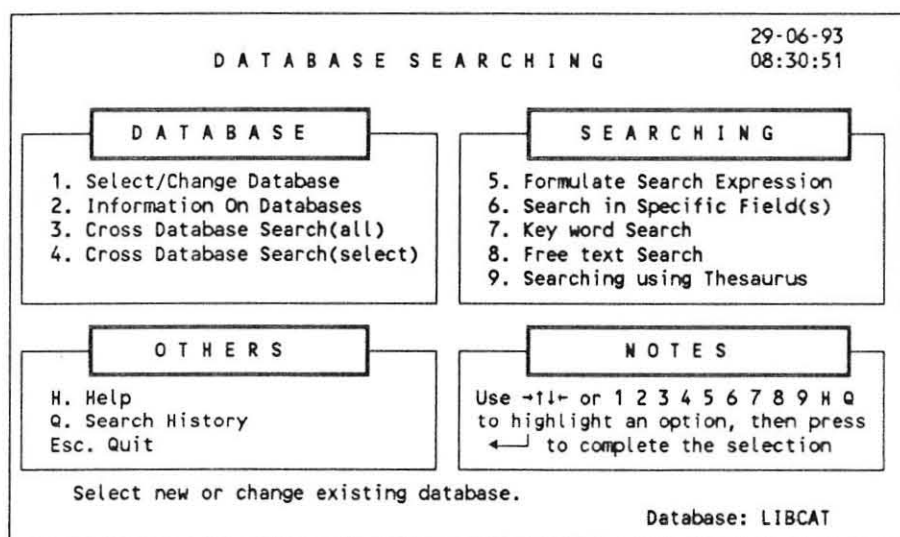 29-06-93
DATABASE SEARCHING 08:30:51
DATABASE
1. Select/Change Database
2. Information On Databases
3. Cross Database Search(all)
4. Cross Database Search(select)
SEARCHING
5. Formulate Search Expression
6. Search in Specific Field(s)
7. Key word Search
8. Free text Search
9. Searching using Thesaurus
OTHERS
H. Help
Q. Search History
Esc. Quit
NOTES
Use →↑↓← or 1 2 3 4 5 6 7 8 9 H Q
to highlight an option, then press
←┘ to complete the selection
Select new or change existing database.
Database: LIBCAT